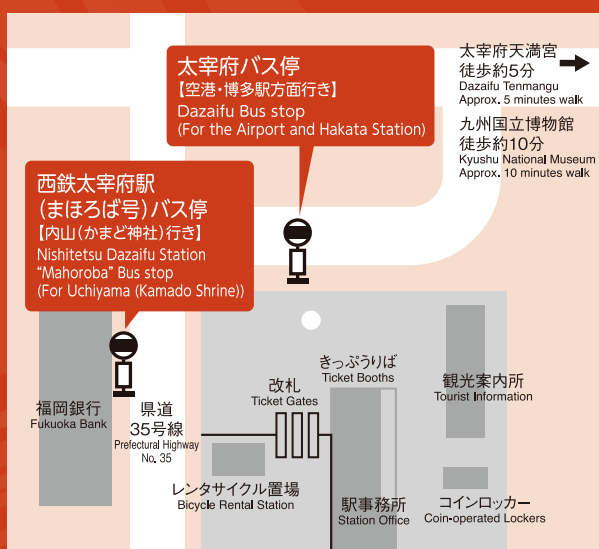 太宰府バス停
【空港・博多駅方面行き】
Dazaifu Bus stop
(For the Airport and Hakata Station)
太宰府天満宮
徒歩約5分
Dazaifu Tenmangu
Approx. 5 minutes walk
九州国立博物館
徒歩約10分
Kyushu National Museum
Approx. 10 minutes walk
西鉄太宰府駅
(まほろば号)バス停
【内山(かまど神社)行き】
Nishitetsu Dazaifu Station
“Mahoroba” Bus stop
(For Uchiyama (Kamado Shrine))
福岡銀行
Fukuoka Bank
県道
35号線
Prefectural Highway
No. 35
改札
Ticket Gates
きっぷうりば
Ticket Booths
観光案内所
Tourist Information
レンタサイクル置場
Bicycle Rental Station
駅事務所
Station Office
コインロッカー
Coin-operated Lockers